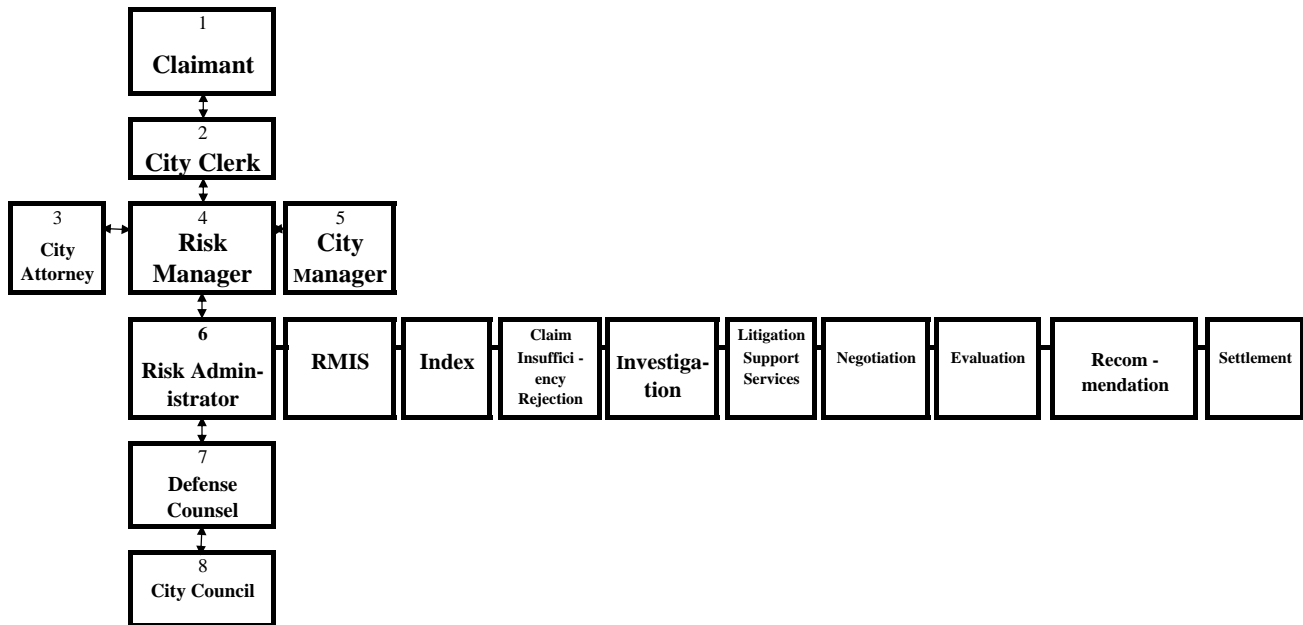 1
Claimant
2
City Clerk
3
City
Attorney
4
Risk
Manager
5
City
Manager
6
Risk Admin-
istrator
RMIS
Index
Claim
Insuffici -
ency
Rejection
Investiga-
tion
Litigation
Support
Services
Negotiation
Evaluation
Recom -
mendation
Settlement
7
Defense
Counsel
8
City Council